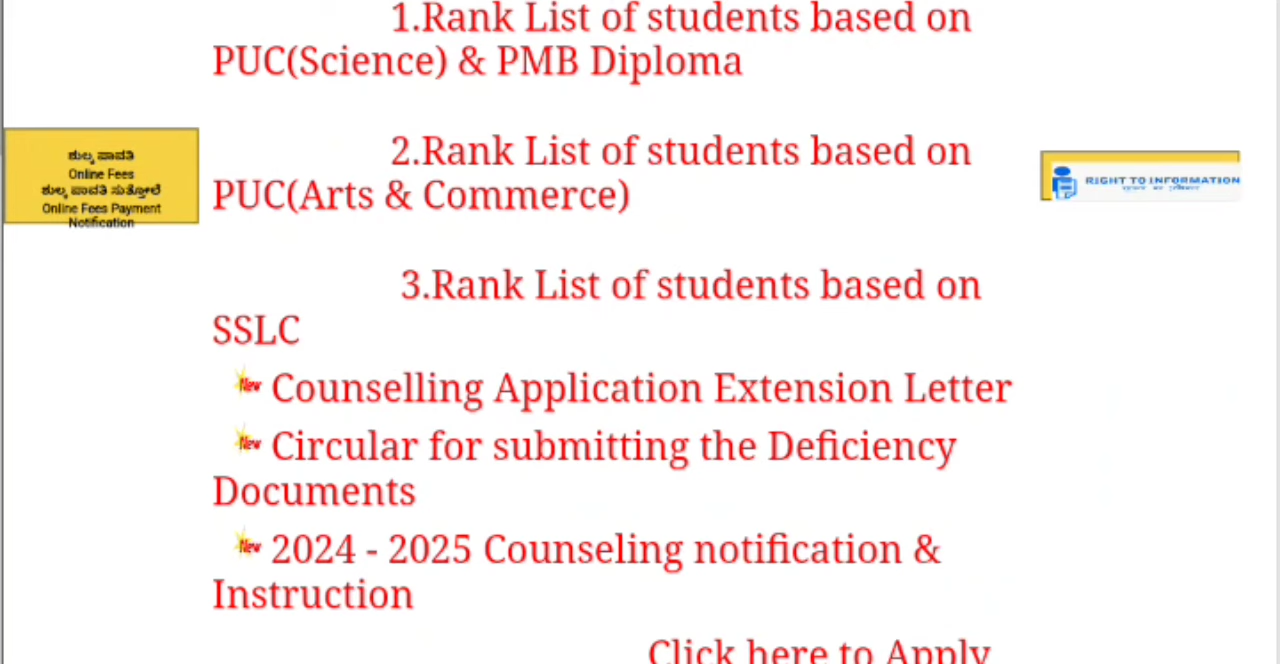 1.Rank List of students based on
PUC(Science) & PMB Diploma
ಶುಲ್ಕ ಪಾವತಿ
Online Fees
ಶುಲ್ಕ ಪಾವತಿ ಸುತ್ತೋಲೆ
Online Fees Payment
Notification
2.Rank List of students based on
PUC(Arts & Commerce)
RIGHT TO INFORMATION
3.Rank List of students based on
SSLC
New Counselling Application Extension Letter
New Circular for submitting the Deficiency
Documents
New 2024 - 2025 Counseling notification &
Instruction
Click here to Apply